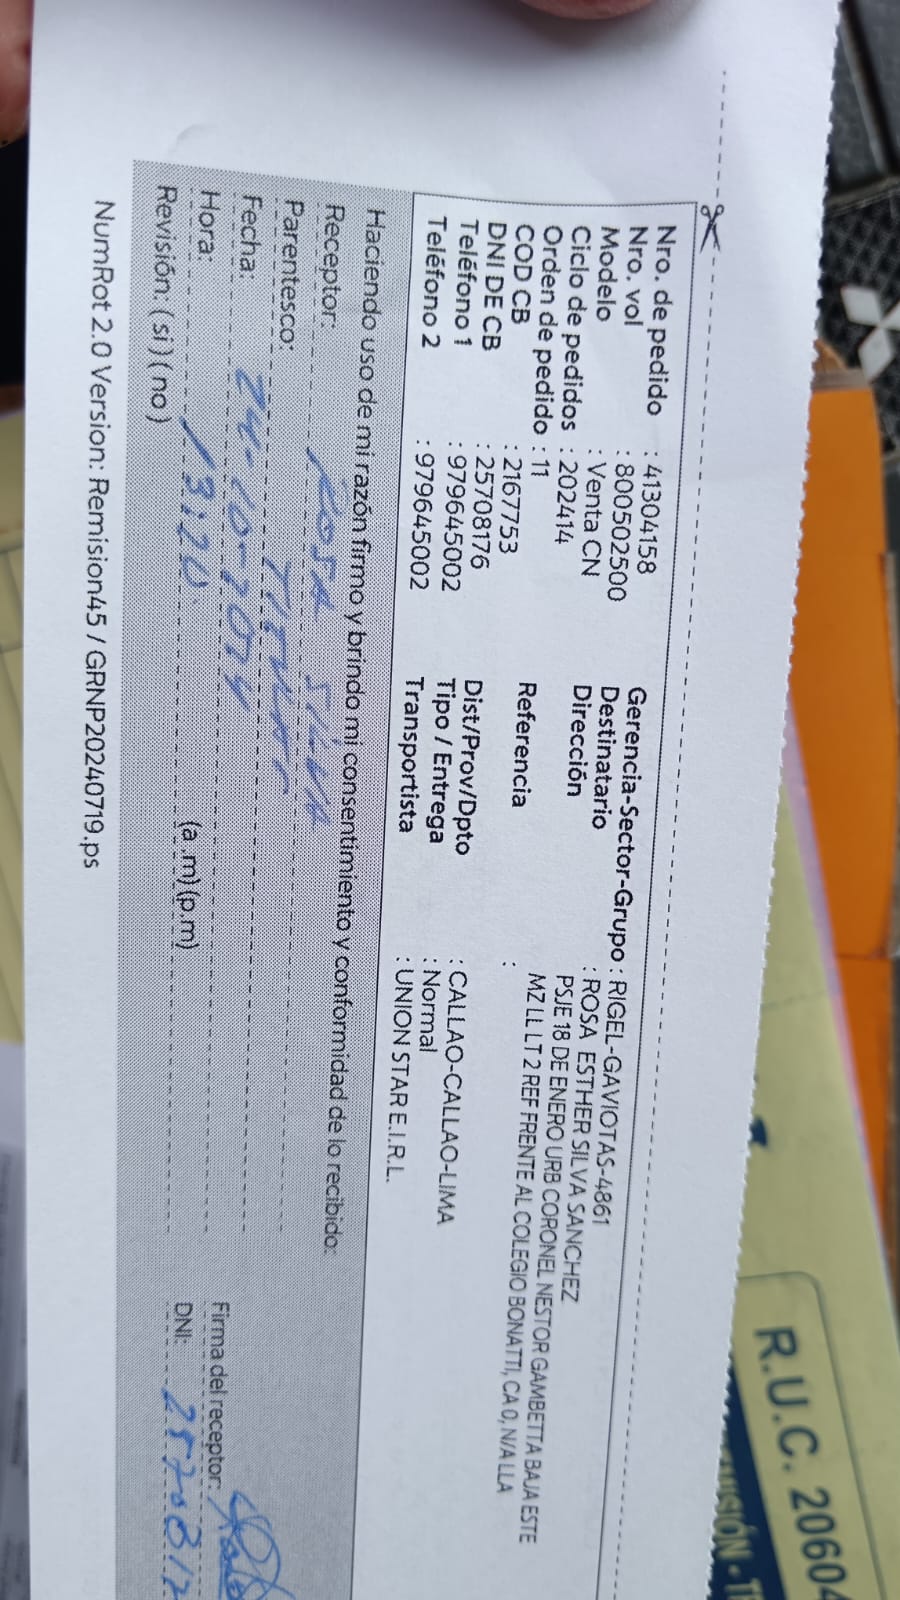 Nro. de pedido : 41304158
Nro. vol : 800502500
Modelo : Venta CN
Ciclo de pedidos : 202414
Orden de pedido : 11
COD CB : 2167753
DNI DE CB : 25708176
Teléfono 1 : 979645002
Teléfono 2 : 979645002
Gerencia-Sector-Grupo : RIGEL-GAVIOTAS-4861
Destinatario : ROSA ESTHER SILVA SANCHEZ
Dirección PSJE 18 DE ENERO URB CORONEL NESTOR GAMBETTA BAJA ESTE
MZ LL LT 2 REF FRENTE AL COLEGIO BONATTI, CA 0, N/A LLA
Referencia :
Dist/Prov/Dpto : CALLAO-CALLAO-LIMA
Tipo / Entrega : Normal
Transportista : UNION STAR E.I.R.L.
Haciendo uso de mi razón firmo y brindo mi consentimiento y conformidad de lo recibido:
Receptor: ROSA SILVA
Parentesco: TITULAR
Fecha: 24-10-2024
Hora: 13:20 (a.m) (p.m)
Revisión: ( si ) ( no )
Firma del receptor:
DNI: 2570817
NumRot 2.0 Version: Remision45 / GRNP20240719.ps
R.U.C. 20604